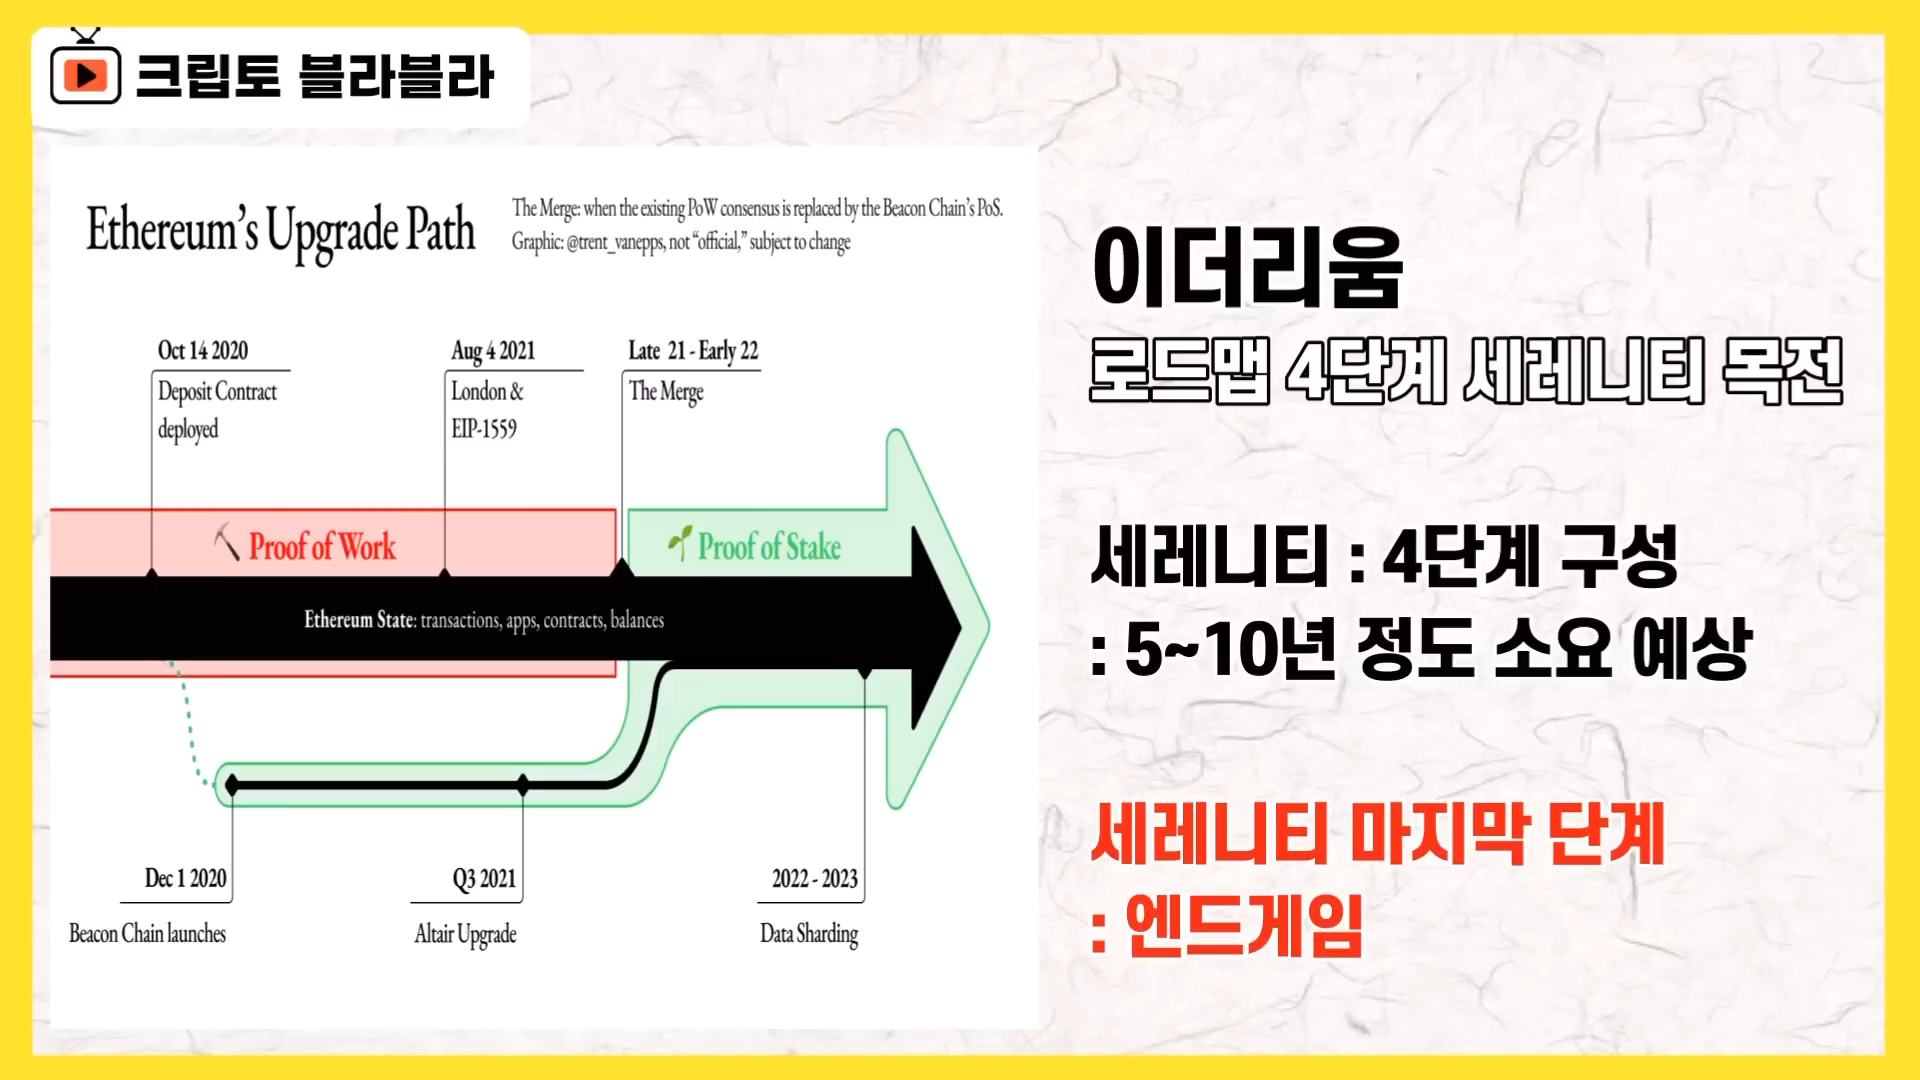 크립토 블라블라
Ethereum's Upgrade Path
The Merge: when the existing PoW consensus is replaced by the Beacon Chain's PoS.
Graphic: @trent_vanepps, not “official,” subject to change
Oct 14 2020
Deposit Contract
deployed
Aug 4 2021
London &
EIP-1559
Late 21 - Early 22
The Merge
Proof of Work
Proof of Stake
Ethereum State: transactions, apps, contracts, balances
Dec 1 2020
Beacon Chain launches
Q3 2021
Altair Upgrade
2022 - 2023
Data Sharding
이더리움
로드맵 4단계 세레니티 목전
세레니티 : 4단계 구성
: 5~10년 정도 소요 예상
세레니티 마지막 단계
: 엔드게임